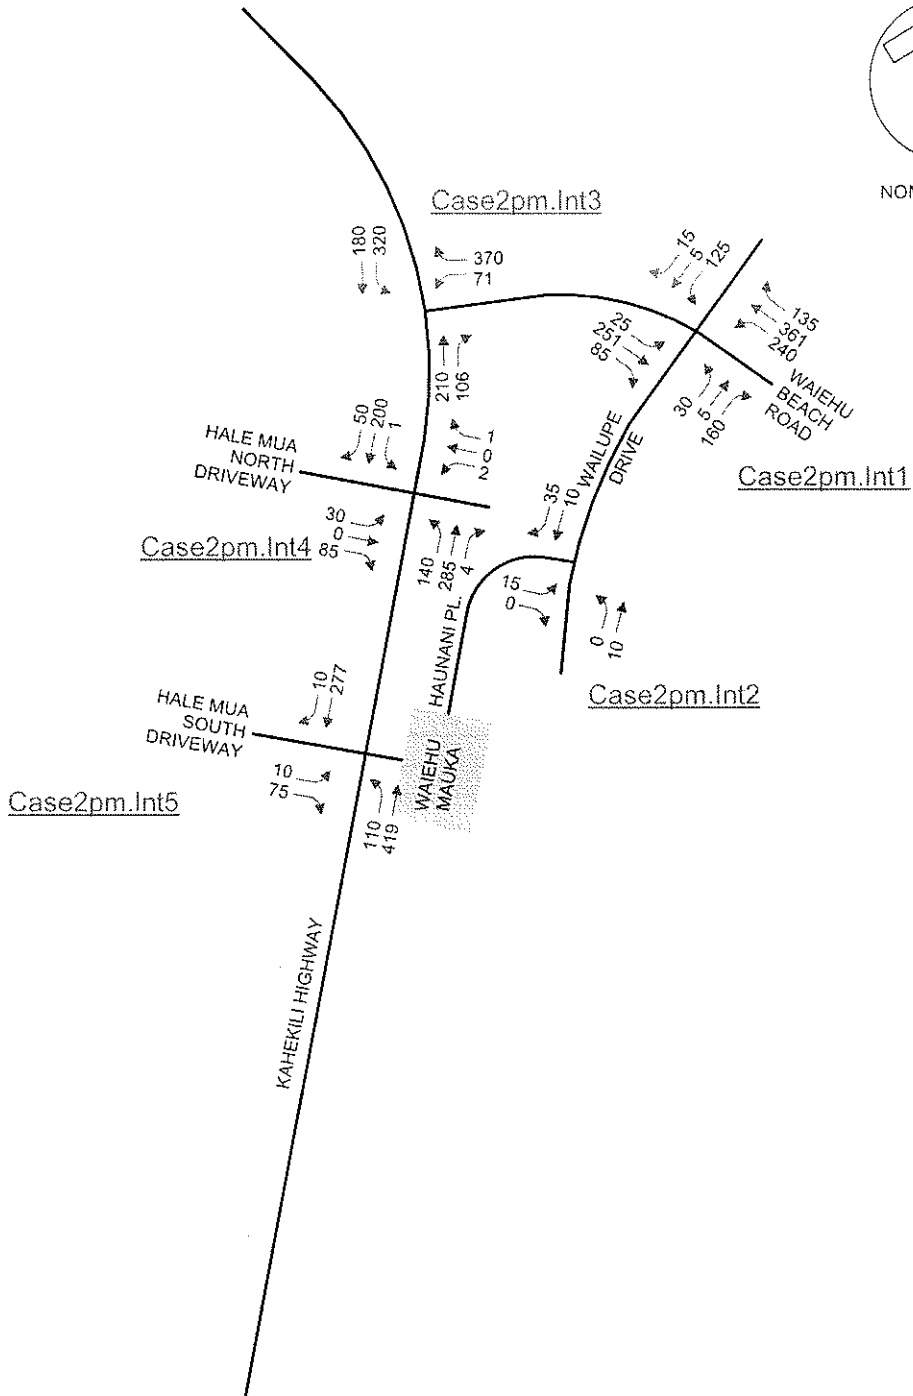 NOM
Case2pm.Int3
180
320
370
71
15
5
125
135
361
240
25
251
85
30
5
160
WAIEHU
BEACH
ROAD
Case2pm.Int1
210
106
HALE MUA
NORTH
DRIVEWAY
50
200
1
1
0
2
WAILUPE
DRIVE
30
0
85
Case2pm.Int4
140
285
4
35
10
15
0
0
10
HAUNANI PL.
Case2pm.Int2
HALE MUA
SOUTH
DRIVEWAY
10
277
WAIEHU
MAUKA
10
75
Case2pm.Int5
110
419
KAHEKILI HIGHWAY